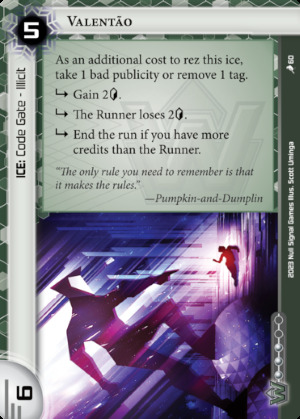 5
VALENTÃO
ICE: Code Gate - Illicit
As an additional cost to rez this ice,
take 1 bad publicity or remove 1 tag.
↳ Gain 2.
↳ The Runner loses 2.
↳ End the run if you have more
credits than the Runner.
“The only rule you need to remember is that
it makes the rules.”
—Pumpkin-and-Dumplin
60
2023 Null Signal Games Illus. Scott Uminga
6